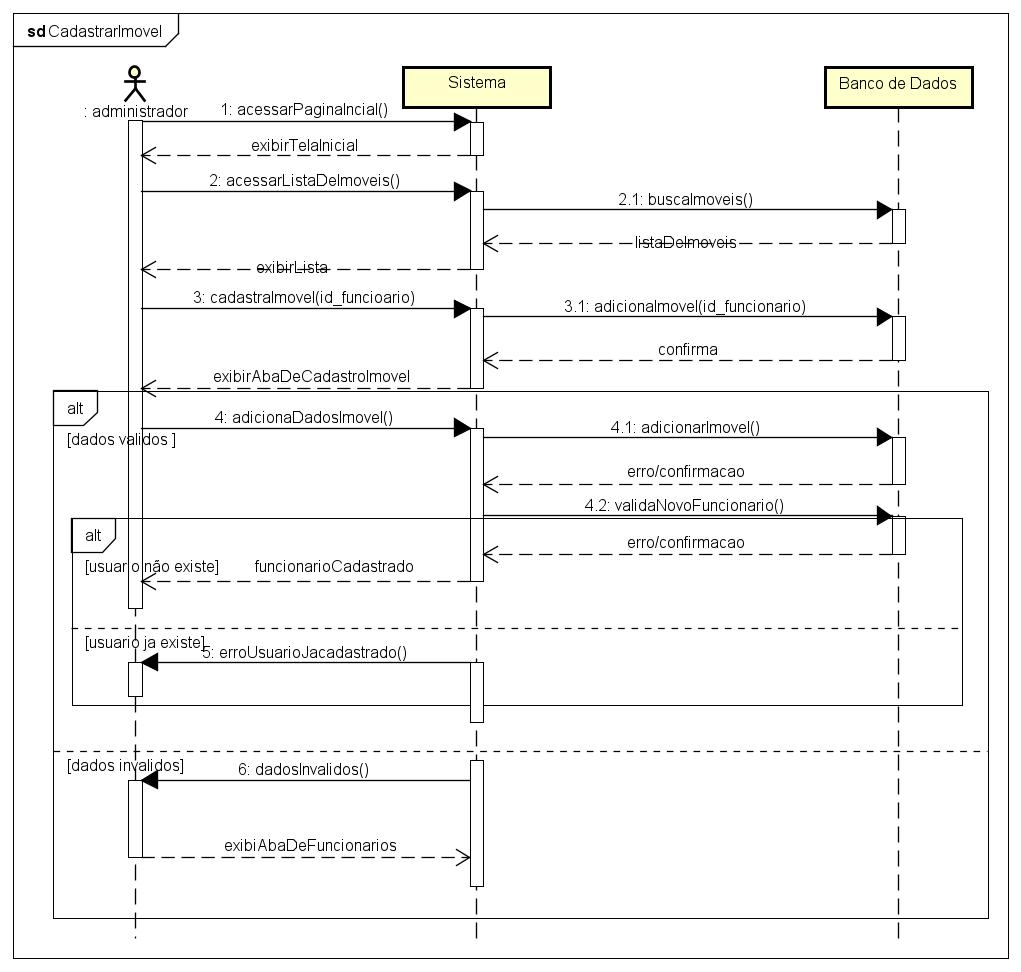 sd CadastrarImovel
: administrador
Sistema
Banco de Dados
1: acessarPaginaIncial()
exibirTelaInicial
2: acessarListaDeImoveis()
2.1: buscaImoveis()
listaDeImoveis
exibirLista
3: cadastraImovel(id_funcioario)
3.1: adicionaImovel(id_funcionario)
confirma
exibirAbaDeCadastroImovel
alt
4: adicionaDadosImovel()
[dados validos ]
4.1: adicionarImovel()
erro/confirmacao
4.2: validaNovoFuncionario()
alt
erro/confirmacao
[usuario não existe]
funcionarioCadastrado
[usuario ja existe]
5: erroUsuarioJacadastrado()
[dados invalidos]
6: dadosInvalidos()
exibiAbaDeFuncionarios